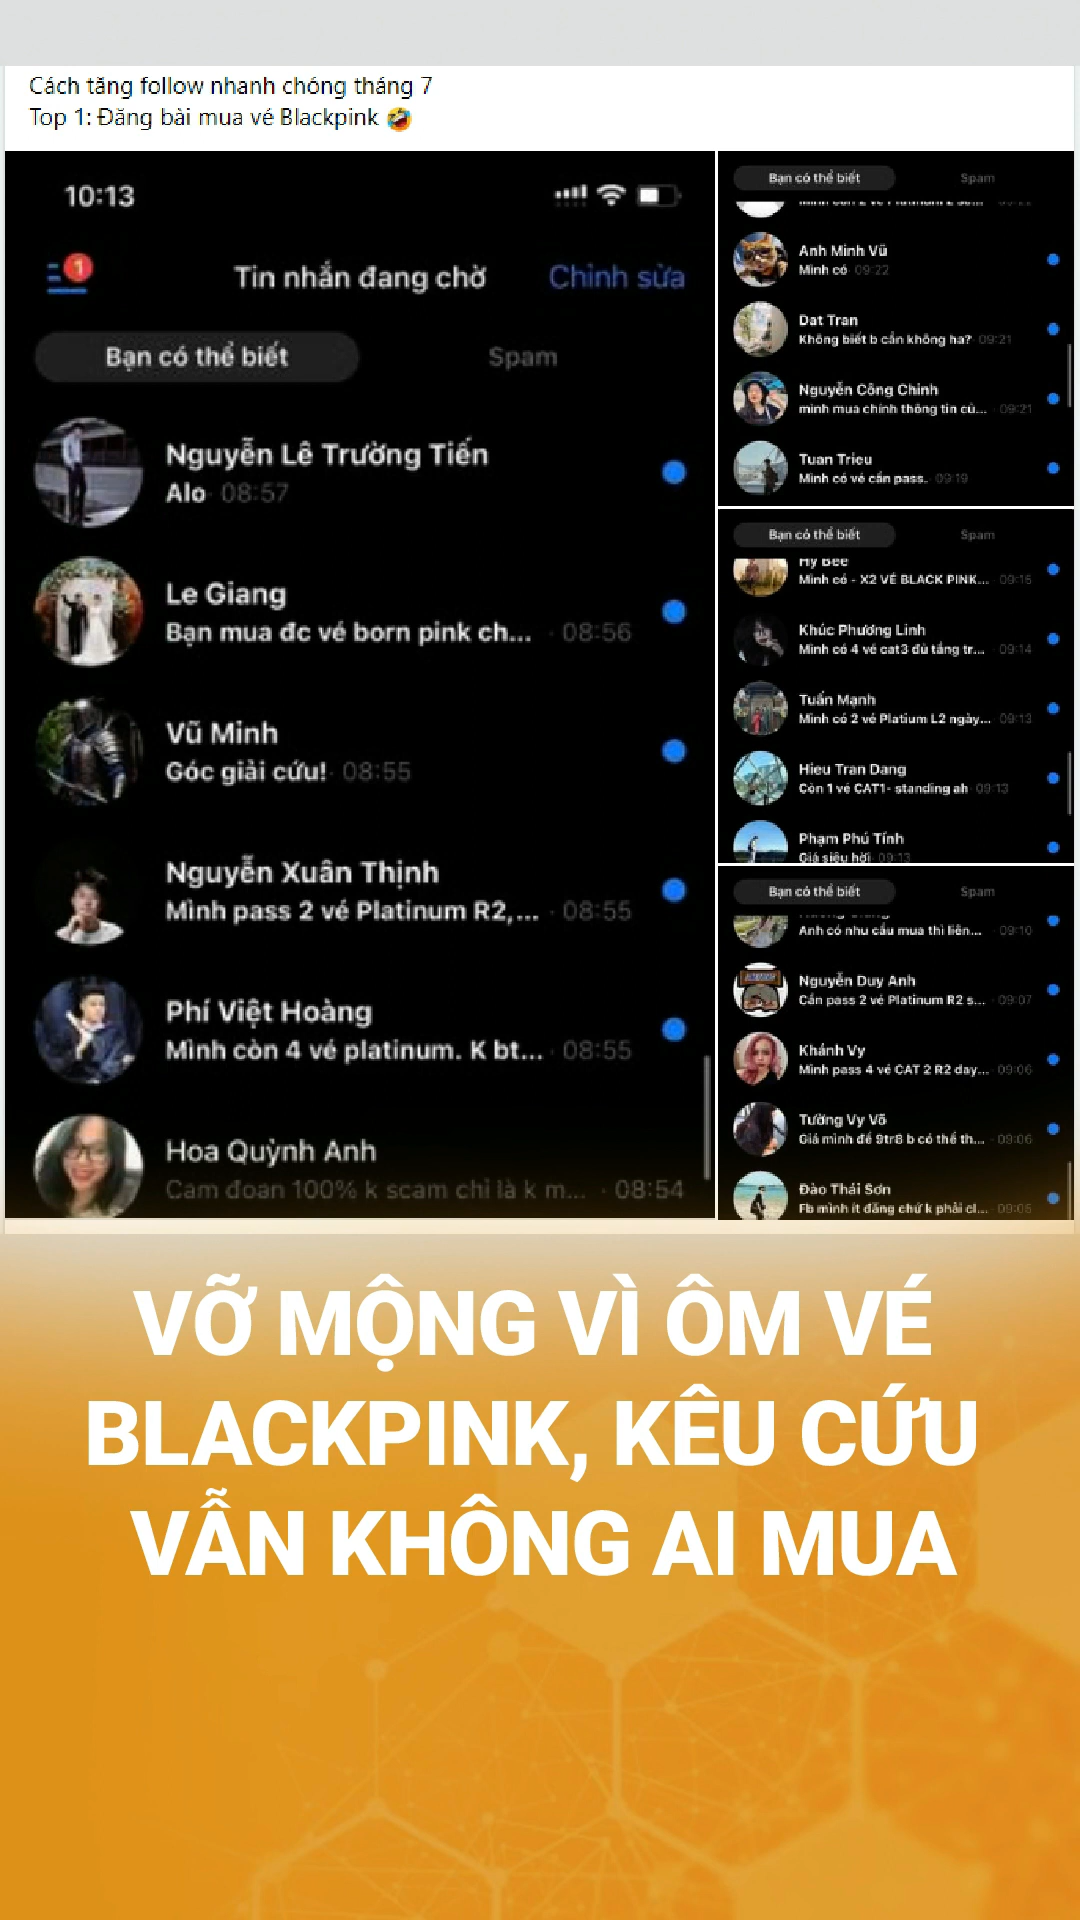 Cách tăng follow nhanh chóng tháng 7
Top 1: Đăng bài mua vé Blackpink 🤣
10:13
1
Tin nhắn đang chờ
Chỉnh sửa
Bạn có thể biết
Spam
Nguyễn Lê Trường Tiến
Alo · 08:57
Le Giang
Bạn mua đc vé born pink ch... · 08:56
Vũ Minh
Góc giải cứu! · 08:55
Nguyễn Xuân Thịnh
Mình pass 2 vé Platinum R2,... · 08:55
Phí Việt Hoàng
Mình còn 4 vé platinum. K bt... · 08:55
Hoa Quỳnh Anh
Cam đoan 100% k scam chỉ là k m... · 08:54
Bạn có thể biết
Spam
Anh Minh Vũ
Mình có · 09:22
Dat Tran
Không biết b cần không ha? · 09:21
Nguyễn Công Chính
mình mua chính thông tin củ... · 09:21
Tuan Trieu
Mình có vé cần pass. · 09:19
Bạn có thể biết
Spam
My Bee
Mình có - X2 VÉ BLACK PINK... · 09:15
Khúc Phương Linh
Mình có 4 vé cat3 đủ tầng tr... · 09:14
Tuấn Mạnh
Mình có 2 vé Platium L2 ngày... · 09:13
Hieu Tran Dang
Còn 1 vé CAT1- standing ah · 09:13
Phạm Phú Tính
Giá siêu hời · 09:13
Bạn có thể biết
Spam
Anh có nhu cầu mua thì liên... · 09:10
Nguyễn Duy Anh
Cần pass 2 vé Platinum R2 s... · 09:07
Khánh Vy
Mình pass 4 vé CAT 2 R2 day... · 09:06
Tường Vy Võ
Giá mình để 9tr8 b có thể th... · 09:06
Đào Thái Sơn
Fb mình ít đăng chứ k phải cl... · 09:05
VỠ MỘNG VÌ ÔM VÉ
BLACKPINK, KÊU CỨU
VẪN KHÔNG AI MUA